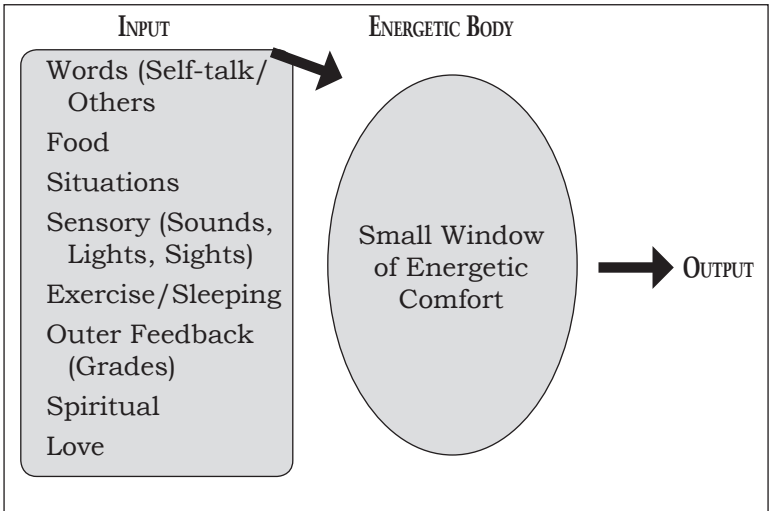 INPUT
Words (Self-talk/
Others
Food
Situations
Sensory (Sounds,
Lights, Sights)
Exercise/Sleeping
Outer Feedback
(Grades)
Spiritual
Love
ENERGETIC BODY
Small Window
of Energetic
Comfort
OUTPUT